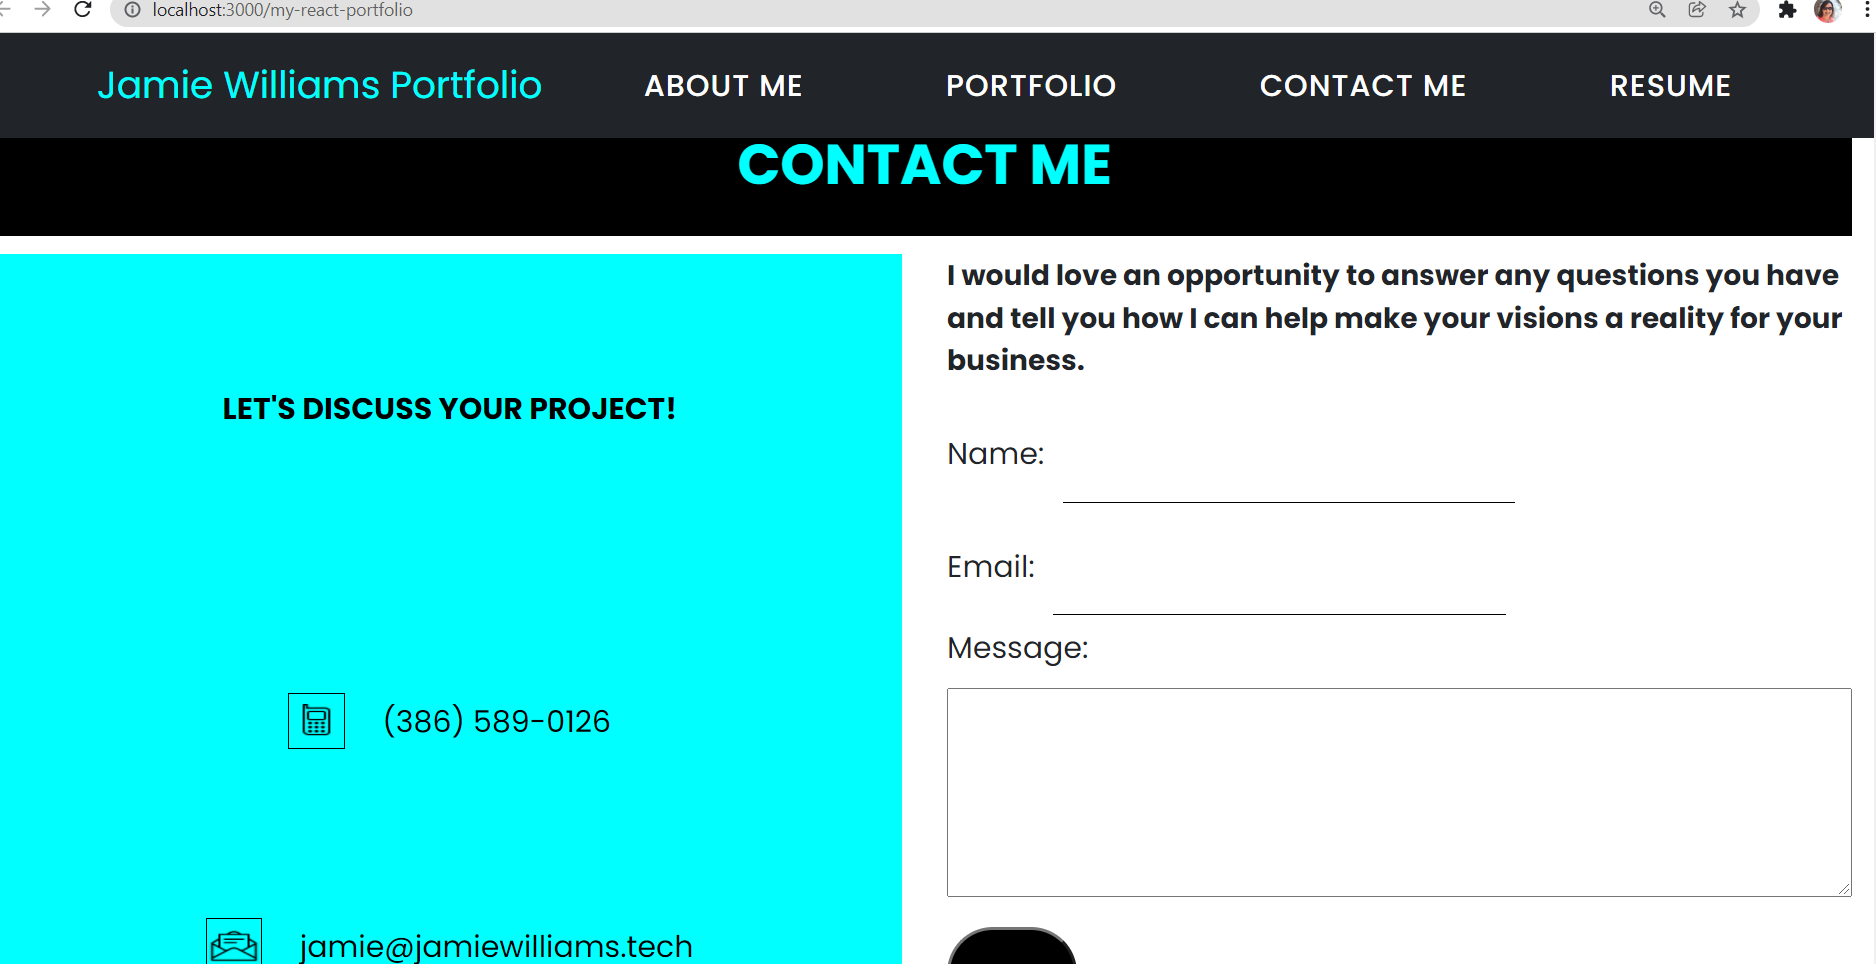 localhost:3000/my-react-portfolio
Jamie Williams Portfolio ABOUT ME PORTFOLIO CONTACT ME RESUME
CONTACT ME
LET'S DISCUSS YOUR PROJECT!
(386) 589-0126
jamie@jamiewilliams.tech
I would love an opportunity to answer any questions you have
and tell you how I can help make your visions a reality for your
business.
Name:
Email:
Message: